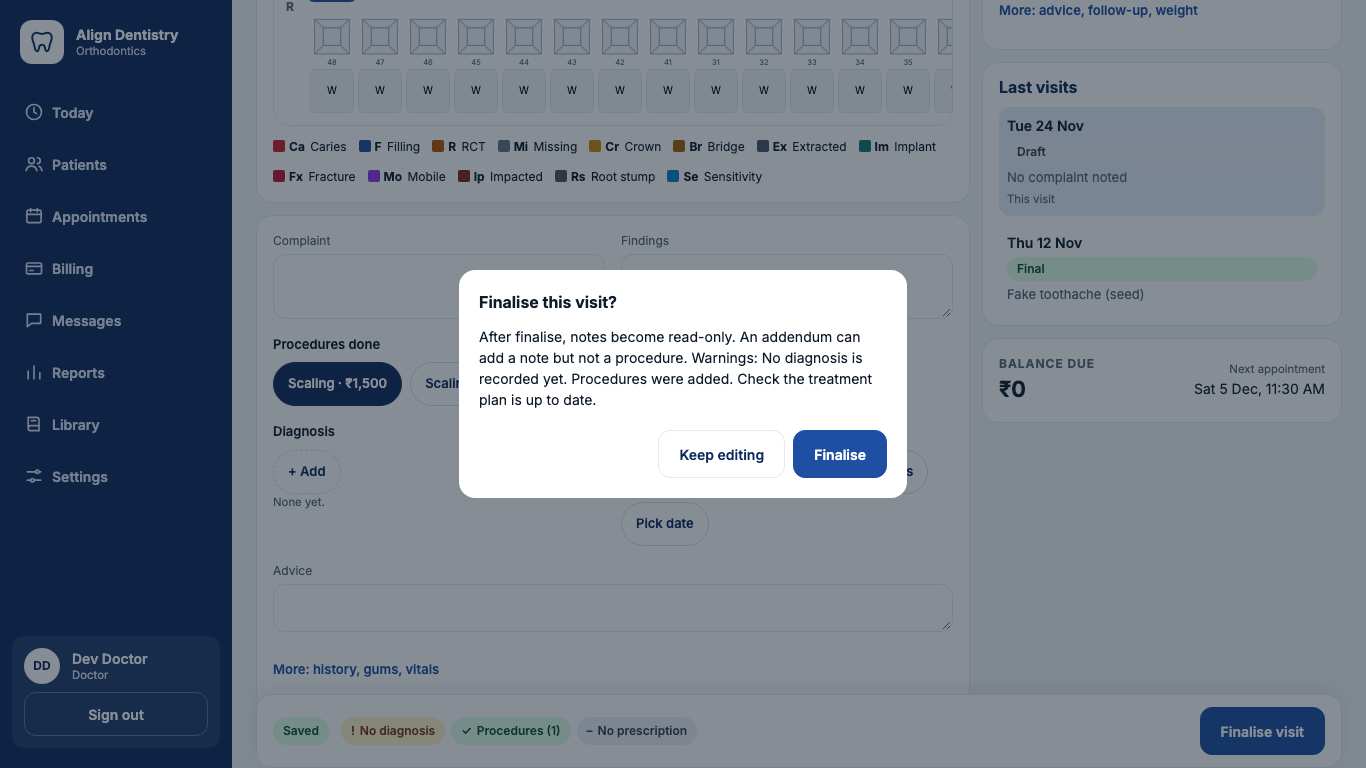 Align Dentistry
Orthodontics
Today
Patients
Appointments
Billing
Messages
Reports
Library
Settings
DD
Dev Doctor
Doctor
Sign out
R
48 47 46 45 44 43 42 41 31 32 33 34 35
W W W W W W W W W W W W W
Ca Caries F Filling R RCT Mi Missing Cr Crown Br Bridge Ex Extracted Im Implant
Fx Fracture Mo Mobile Ip Impacted Rs Root stump Se Sensitivity
Complaint
Findings
Procedures done
Scaling · ₹1,500
Diagnosis
+ Add
None yet.
Pick date
Advice
More: history, gums, vitals
Finalise this visit?
After finalise, notes become read-only. An addendum can
add a note but not a procedure. Warnings: No diagnosis is
recorded yet. Procedures were added. Check the treatment
plan is up to date.
Keep editing
Finalise
Saved
! No diagnosis
✓ Procedures (1)
– No prescription
Finalise visit
More: advice, follow-up, weight
Last visits
Tue 24 Nov
Draft
No complaint noted
This visit
Thu 12 Nov
Final
Fake toothache (seed)
BALANCE DUE
₹0
Next appointment
Sat 5 Dec, 11:30 AM